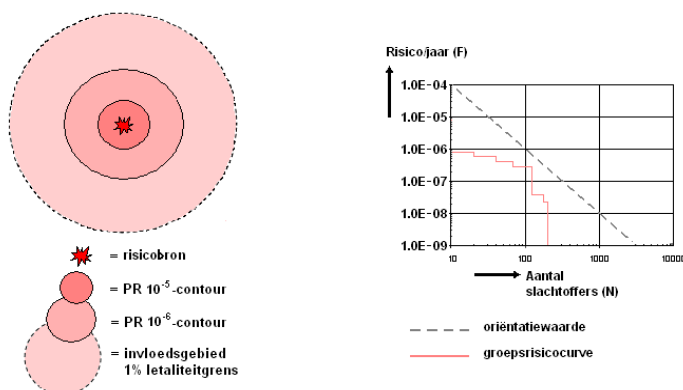 = risicobron
= PR 10⁻⁵-contour
= PR 10⁻⁶-contour
= invloedsgebied
1% letaliteitgrens
Risico/jaar (F)
1.0E-04
1.0E-05
1.0E-06
1.0E-07
1.0E-08
1.0E-09
10 100 1000 10000
Aantal
slachtoffers (N)
oriëntatiewaarde
groepsrisicocurve